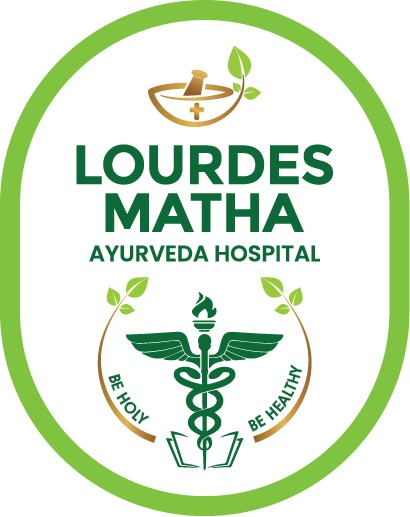 LOURDES
MATHA
AYURVEDA HOSPITAL
BE HOLY
BE HEALTHY